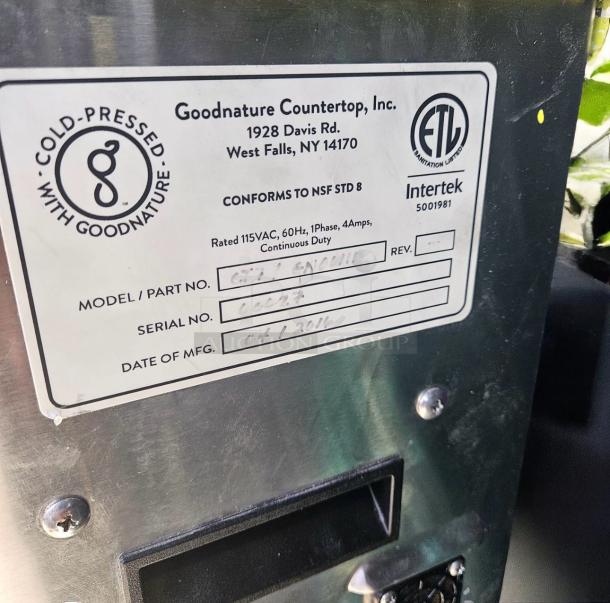 COLD-PRESSED
WITH GOODNATURE
g
Goodnature Countertop, Inc.
1928 Davis Rd.
West Falls, NY 14170
CONFORMS TO NSF STD 8
Rated 115VAC, 60Hz, 1Phase, 4Amps,
Continuous Duty
ETL
SANITATION LISTED
Intertek
5001981
MODEL / PART NO.
REV.
SERIAL NO.
DATE OF MFG.
AUCTION GROUP